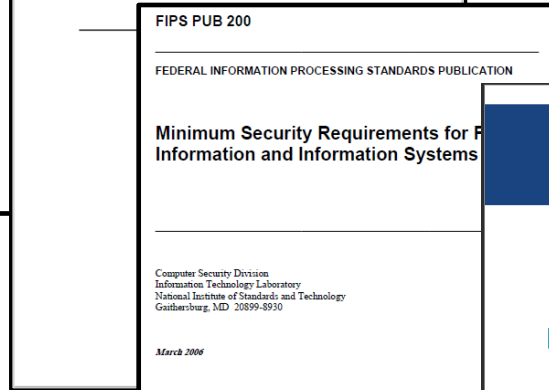 FIPS PUB 200
FEDERAL INFORMATION PROCESSING STANDARDS PUBLICATION
Minimum Security Requirements for F
Information and Information Systems
Computer Security Division
Information Technology Laboratory
National Institute of Standards and Technology
Gaithersburg, MD 20899-8930
March 2006